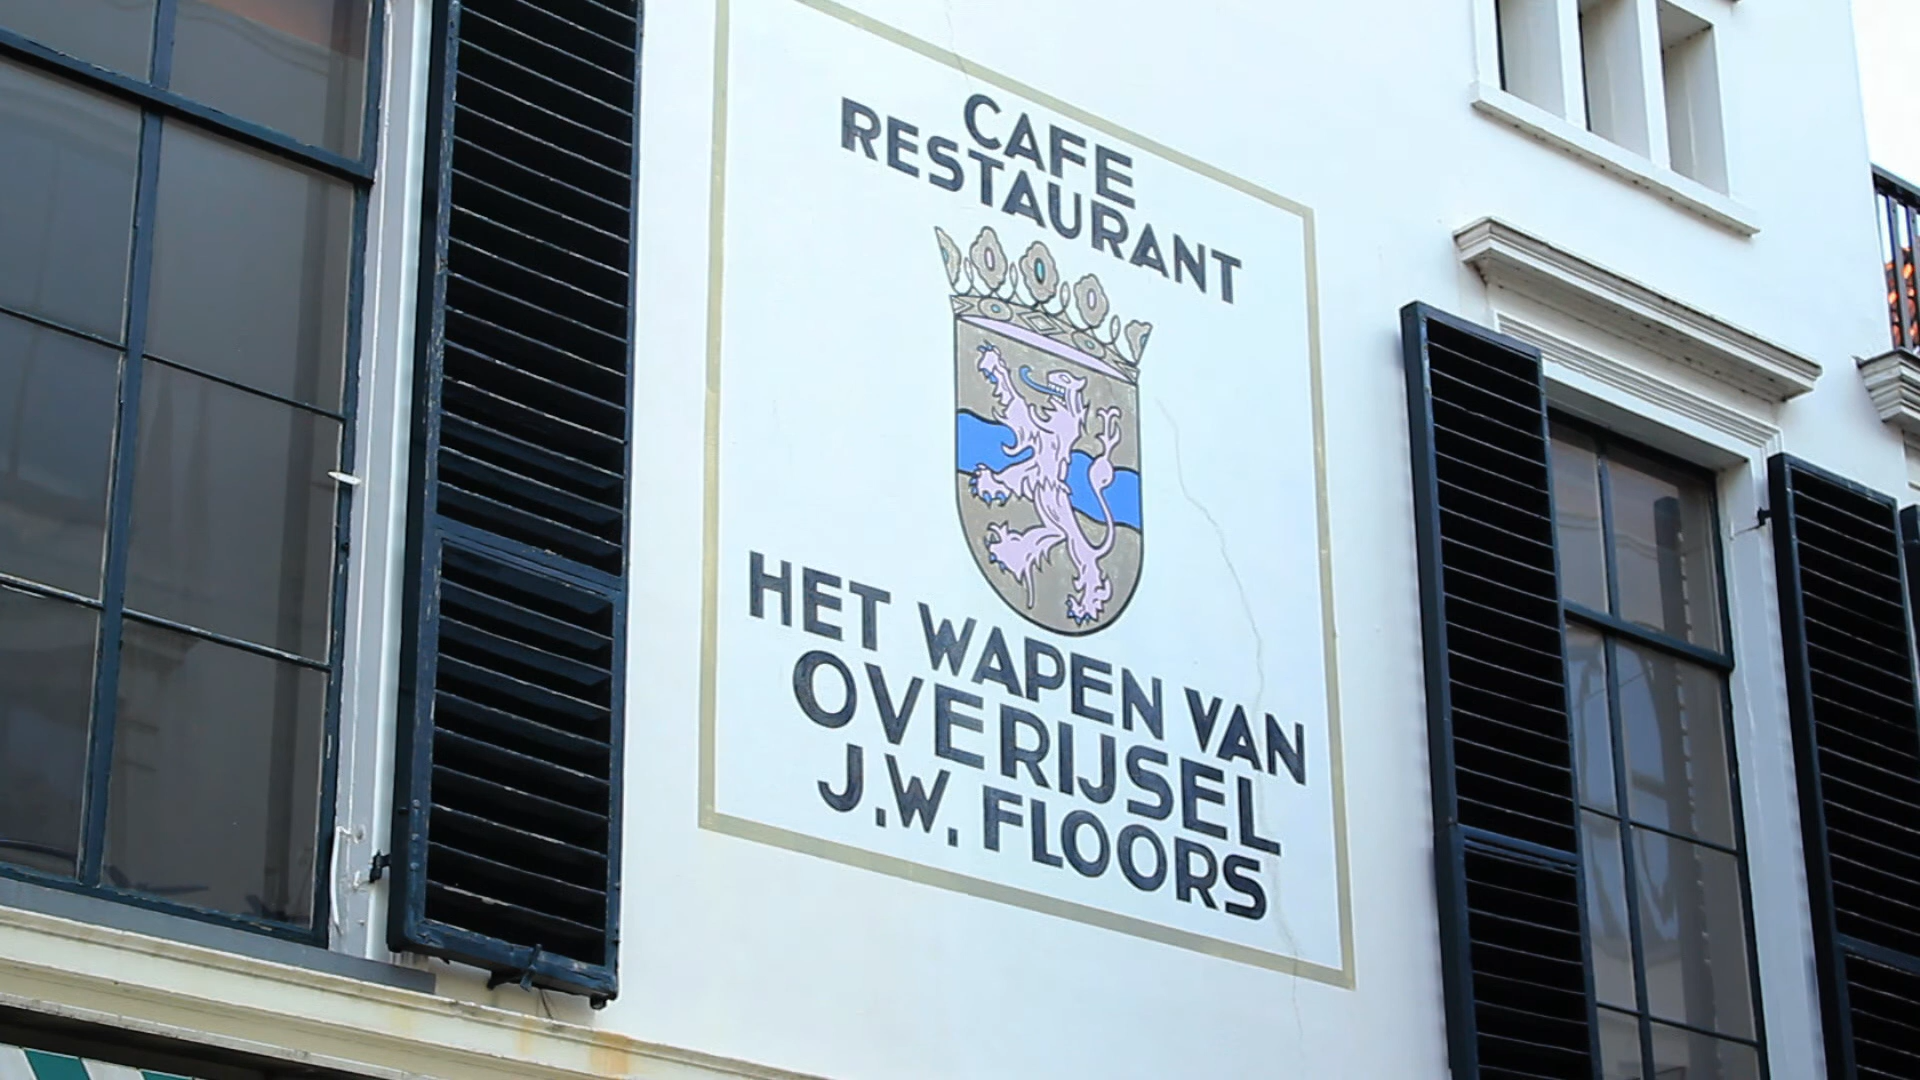 CAFE
RESTAURANT
HET WAPEN VAN
OVERIJSEL
J.W. FLOORS